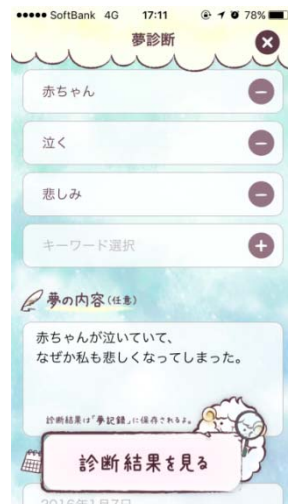 SoftBank 4G 17:11 78%
夢診断
赤ちゃん
泣く
悲しみ
キーワード選択
夢の内容(任意)
赤ちゃんが泣いていて、
なぜか私も悲しくなってしまった。
診断結果は「夢記録」に保存されるよ。
診断結果を見る
2016年1月7日